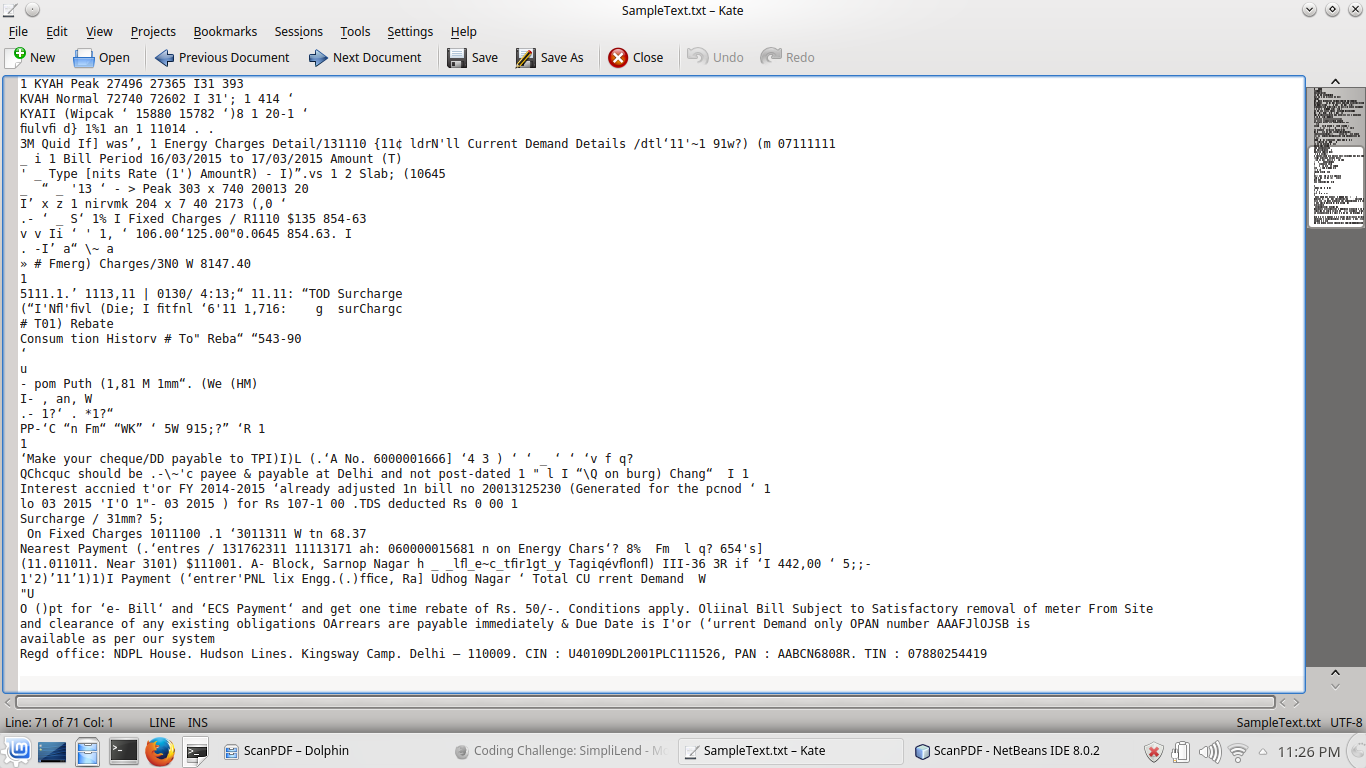 SampleText.txt – Kate
File Edit View Projects Bookmarks Sessions Tools Settings Help
New Open Previous Document Next Document Save Save As Close Undo Redo
1 KYAH Peak 27496 27365 I31 393
KVAH Normal 72740 72602 I 31'; 1 414 ‘
KYAII (Wipcak ‘ 15880 15782 ‘)8 1 20-1 ‘
fiulvfi d} 1%1 an 1 11014 . .
3M Quid If] was’, 1 Energy Charges Detail/131110 {11¢ ldrN'll Current Demand Details /dtl‘11'~1 91w?) (m 07111111
_ i 1 Bill Period 16/03/2015 to 17/03/2015 Amount (T)
' _ Type [nits Rate (1') AmountR) - I)”.vs 1 2 Slab; (10645
_  “ _ '13 ‘ - > Peak 303 x 740 20013 20
I’ x z 1 nirvmk 204 x 7 40 2173 (,0 ‘
.- ‘ _ S‘ 1% I Fixed Charges / R1110 $135 854-63
v v Ii ‘ ' 1, ‘ 106.00‘125.00"0.0645 854.63. I
. -I’ a“ \~ a
» # Fmerg) Charges/3N0 W 8147.40
1
5111.1.’ 1113,11 | 0130/ 4:13;“ 11.11: “TOD Surcharge
(“I'Nfl'fivl (Die; I fitfnl ‘6'11 1,716:    g  surChargc
# T01) Rebate
Consum tion Historv # To" Reba“ “543-90
‘
u
- pom Puth (1,81 M 1mm“. (We (HM)
I- , an, W
.- 1?‘ . *1?“
PP-‘C “n Fm“ “WK” ‘ 5W 915;?” ‘R 1
1
‘Make your cheque/DD payable to TPI)I)L (.‘A No. 6000001666] ‘4 3 ) ‘ ‘ _ ‘ ‘ ‘v f q?
QChcquc should be .-\~'c payee & payable at Delhi and not post-dated 1 " l I “\Q on burg) Chang“  I 1
Interest accnied t'or FY 2014-2015 ‘already adjusted 1n bill no 20013125230 (Generated for the pcnod ‘ 1
lo 03 2015 'I'O 1"- 03 2015 ) for Rs 107-1 00 .TDS deducted Rs 0 00 1
Surcharge / 31mm? 5;
On Fixed Charges 1011100 .1 ‘3011311 W tn 68.37
Nearest Payment (.‘entres / 131762311 11113171 ah: 060000015681 n on Energy Chars‘? 8%  Fm  l q? 654's]
(11.011011. Near 3101) $111001. A- Block, Sarnop Nagar h _ _lfl_e~c_tfir1gt_y Tagiqévflonfl) III-36 3R if ‘I 442,00 ‘ 5;;-
1'2)’11’1)1)I Payment (‘entrer'PNL lix Engg.(.)ffice, Ra] Udhog Nagar ‘ Total CU rrent Demand  W
"U
O ()pt for ‘e- Bill‘ and ‘ECS Payment‘ and get one time rebate of Rs. 50/-. Conditions apply. Oliinal Bill Subject to Satisfactory removal of meter From Site
and clearance of any existing obligations OArrears are payable immediately & Due Date is I'or (‘urrent Demand only OPAN number AAAFJlOJSB is
available as per our system
Regd office: NDPL House. Hudson Lines. Kingsway Camp. Delhi – 110009. CIN : U40109DL2001PLC111526, PAN : AABCN6808R. TIN : 07880254419
Line: 71 of 71 Col: 1 LINE INS SampleText.txt UTF-8
ScanPDF – Dolphin Coding Challenge: SimpliLend - Mo SampleText.txt – Kate ScanPDF - NetBeans IDE 8.0.2 11:26 PM